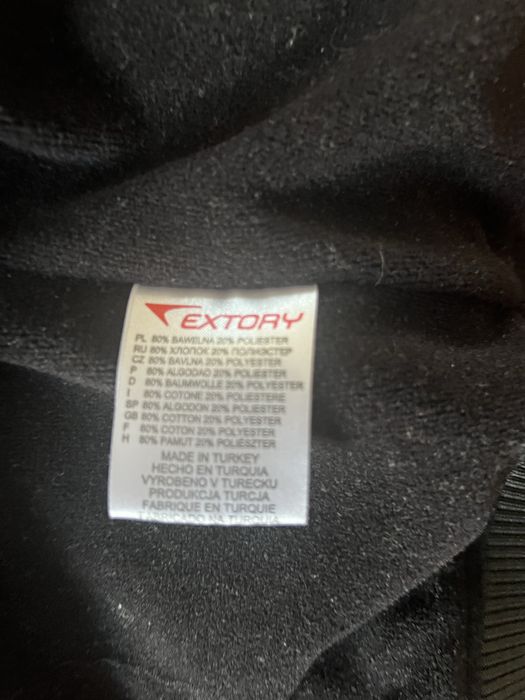 EXTORY
PL 80% BAWEŁNA 20% POLIESTER
RU 80% ХЛОПОК 20% ПОЛИЭСТЕР
CZ 80% BAVLNA 20% POLYESTER
P 80% ALGODAO 20% POLIESTER
D 80% BAUMWOLLE 20% POLYESTER
I 80% COTONE 20% POLIESTERE
SP 80% ALGODON 20% POLIESTER
GB 80% COTTON 20% POLYESTER
F 80% COTON 20% POLYESTER
H 80% PAMUT 20% POLIESZTER
MADE IN TURKEY
HECHO EN TURQUIA
VYROBENO V TURECKU
PRODUKCJA TURCJA
FABRIQUE EN TURQUIE
FABRICADO NA TURQUIA